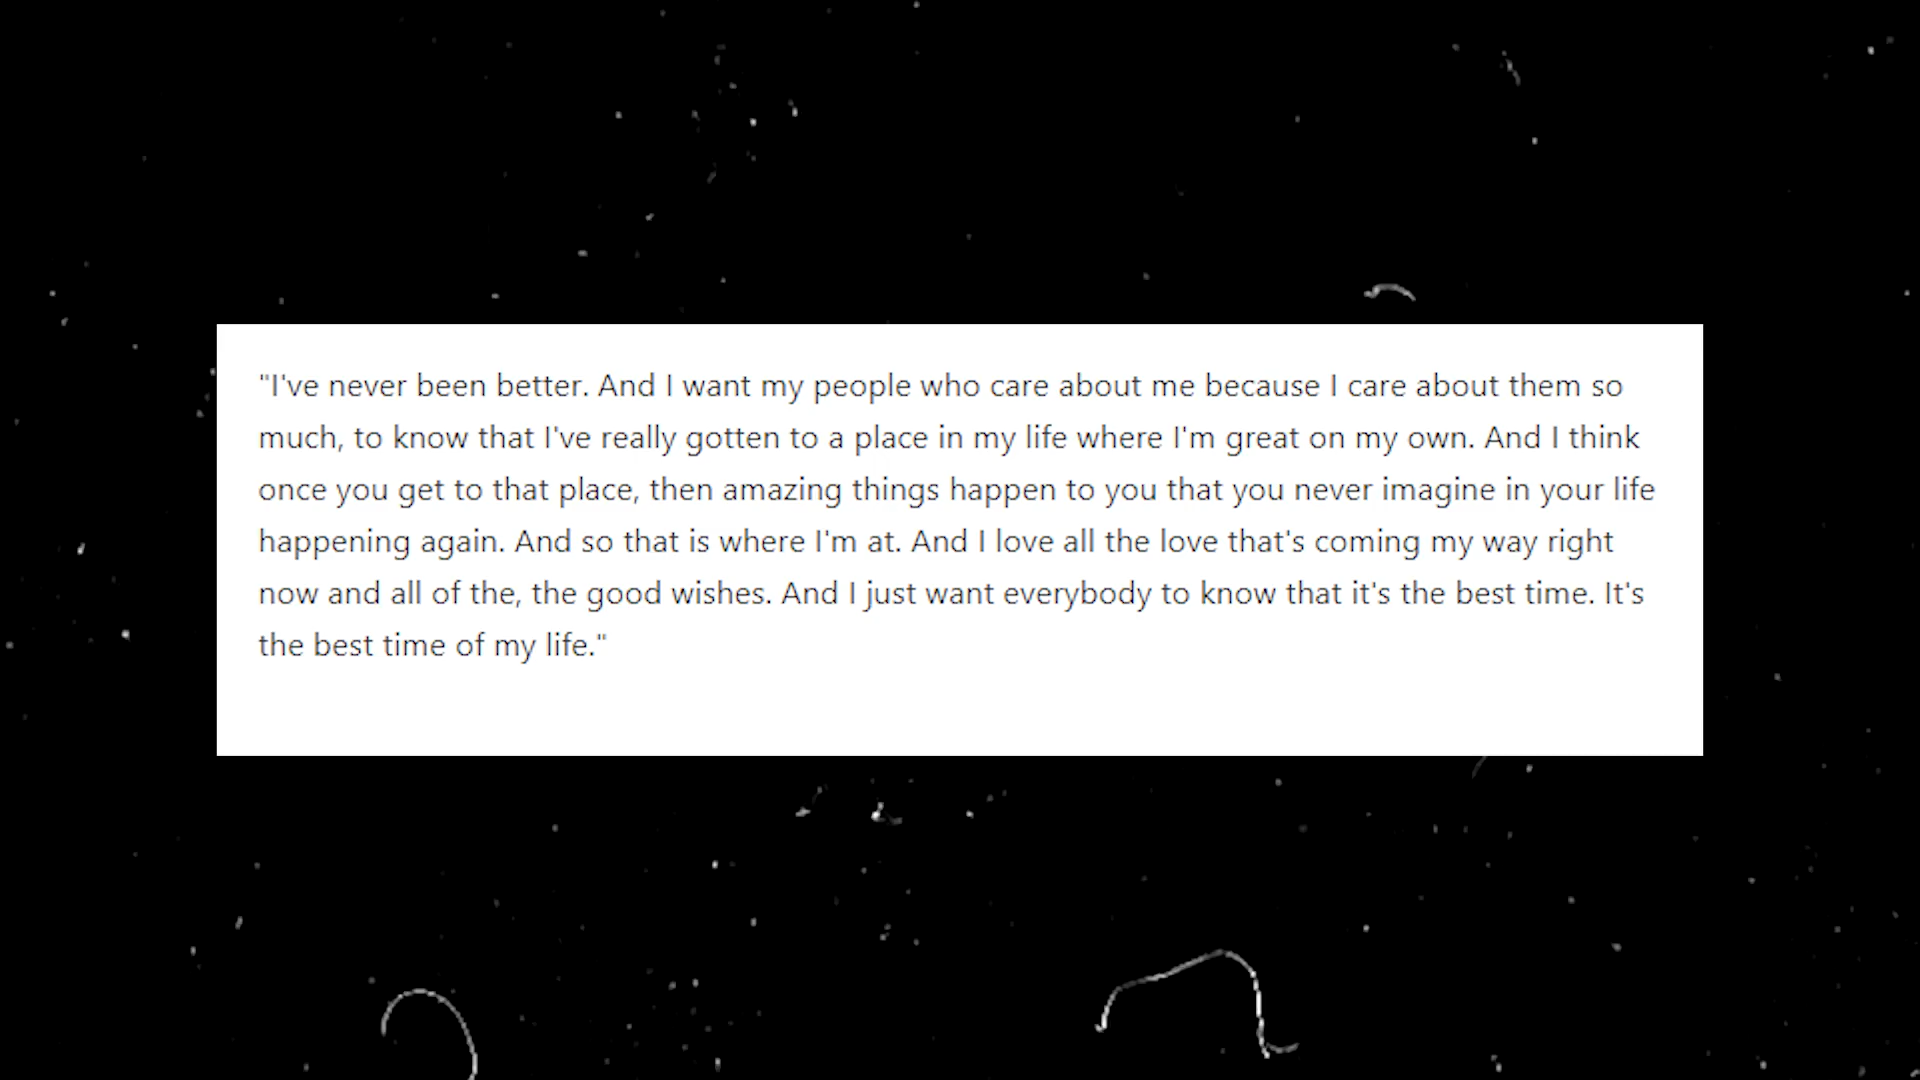 "I've never been better. And I want my people who care about me because I care about them so
much, to know that I've really gotten to a place in my life where I'm great on my own. And I think
once you get to that place, then amazing things happen to you that you never imagine in your life
happening again. And so that is where I'm at. And I love all the love that's coming my way right
now and all of the, the good wishes. And I just want everybody to know that it's the best time. It's
the best time of my life."